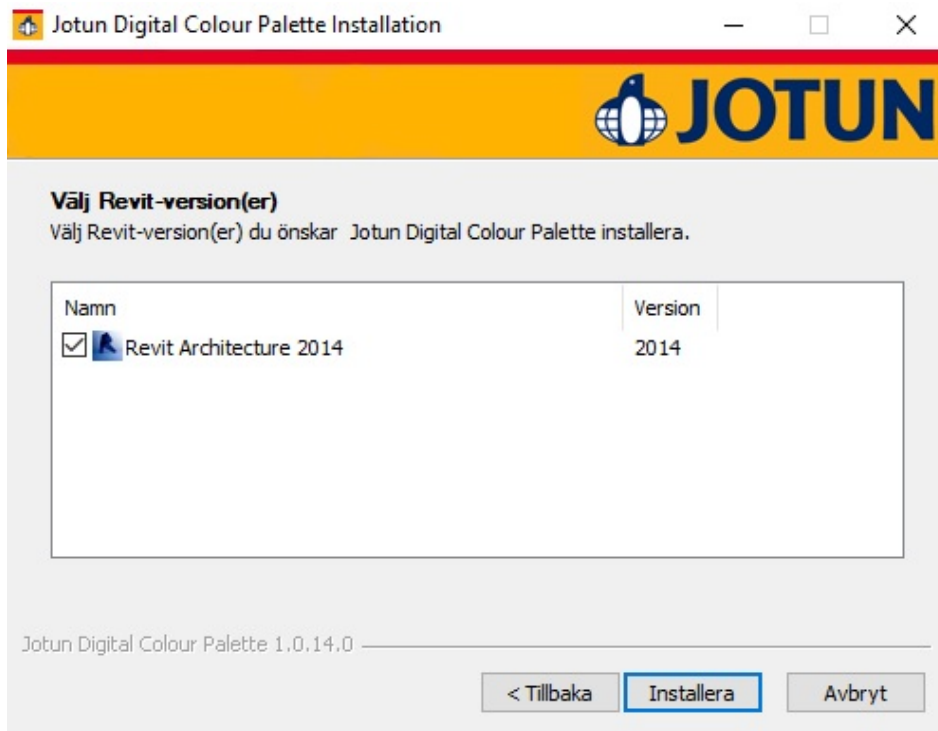 Jotun Digital Colour Palette Installation
JOTUN
Välj Revit-version(er)
Välj Revit-version(er) du önskar  Jotun Digital Colour Palette installera.
Namn Version
Revit Architecture 2014 2014
Jotun Digital Colour Palette 1.0.14.0
< Tillbaka Installera Avbryt